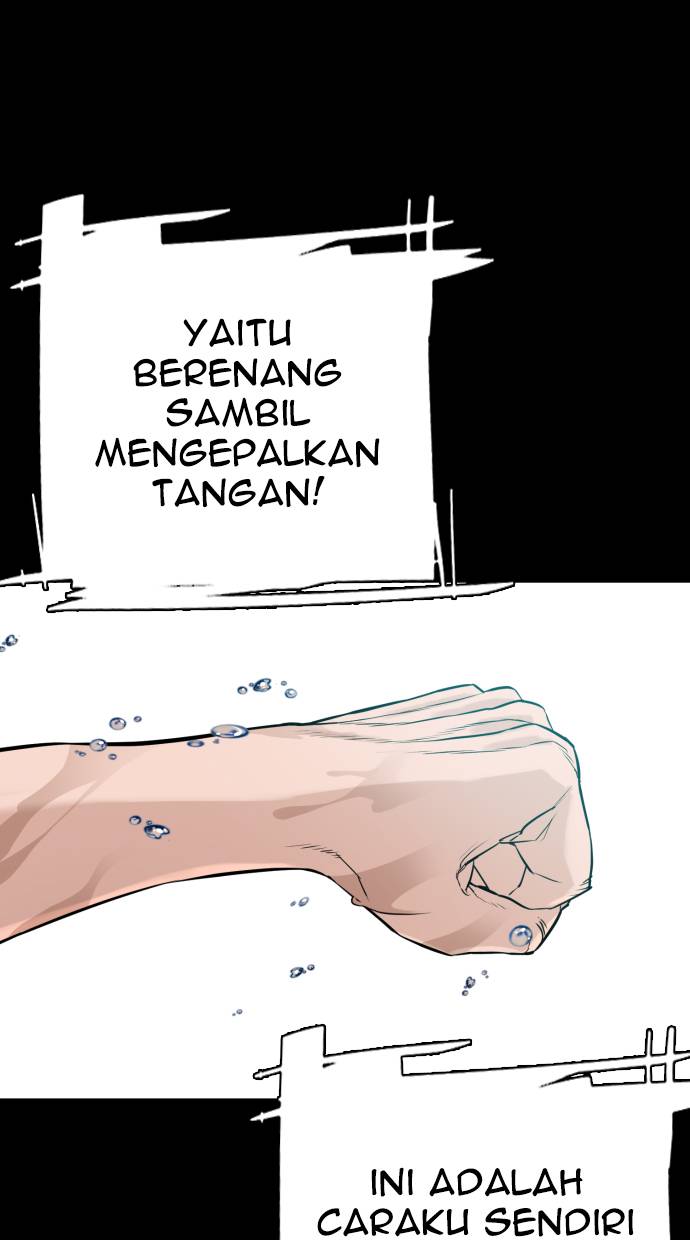 YAITU
BERENANG
SAMBIL
MENGEPALKAN
TANGAN!
INI ADALAH
CARAKU SENDIRI